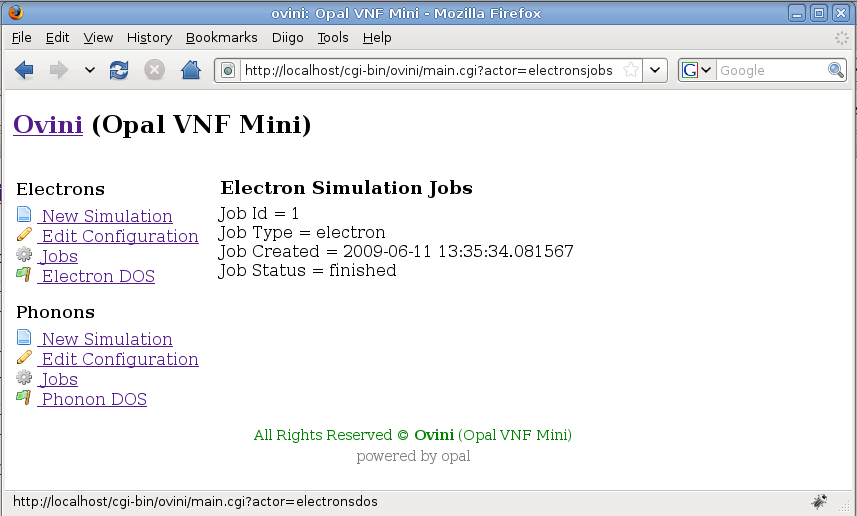 ovini: Opal VNF Mini - Mozilla Firefox
File Edit View History Bookmarks Diigo Tools Help
http://localhost/cgi-bin/ovini/main.cgi?actor=electronsjobs
G Google
Ovini (Opal VNF Mini)
Electrons
New Simulation
Edit Configuration
Jobs
Electron DOS
Phonons
New Simulation
Edit Configuration
Jobs
Phonon DOS
Electron Simulation Jobs
Job Id = 1
Job Type = electron
Job Created = 2009-06-11 13:35:34.081567
Job Status = finished
All Rights Reserved © Ovini (Opal VNF Mini)
powered by opal
http://localhost/cgi-bin/ovini/main.cgi?actor=electronsdos